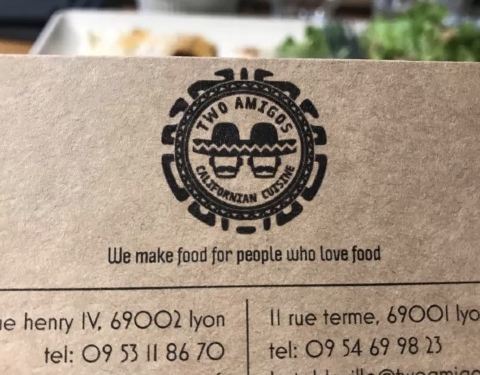 TWO AMIGOS
CALIFORNIAN CUISINE
We make food for people who love food
henry IV, 69002 lyon
tel: 09 53 11 86 70
11 rue terme, 69001
tel: 09 54 69 98 23